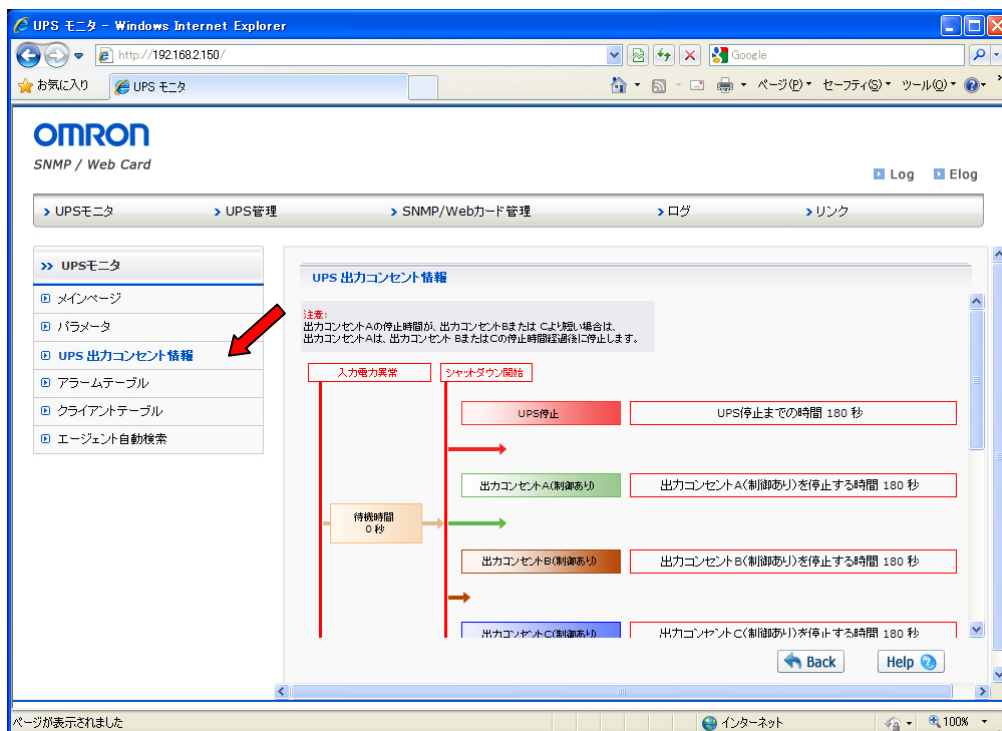 UPS モニタ - Windows Internet Explorer
http://192.168.2.150/
Google
お気に入り
UPS モニタ
ページ(P) セーフティ(S) ツール(O)
OMRON
SNMP / Web Card
Log Elog
UPSモニタ UPS管理 SNMP/Webカード管理 ログ リンク
UPSモニタ
メインページ
パラメータ
UPS 出力コンセント情報
アラームテーブル
クライアントテーブル
エージェント自動検索
UPS 出力コンセント情報
注意:
出力コンセントAの停止時間が、出力コンセントBまたは Cより短い場合は、
出力コンセントAは、出力コンセント BまたはCの停止時間経過後に停止します。
入力電力異常 シャットダウン開始
UPS停止 UPS停止までの時間 180 秒
出力コンセントA(制御あり) 出力コンセントA(制御あり)を停止する時間 180 秒
待機時間
0 秒
出力コンセントB(制御あり) 出力コンセントB(制御あり)を停止する時間 180 秒
出力コンセントC(制御あり) 出力コンセントC(制御あり)を停止する時間 180 秒
Back Help
ページが表示されました インターネット 100%